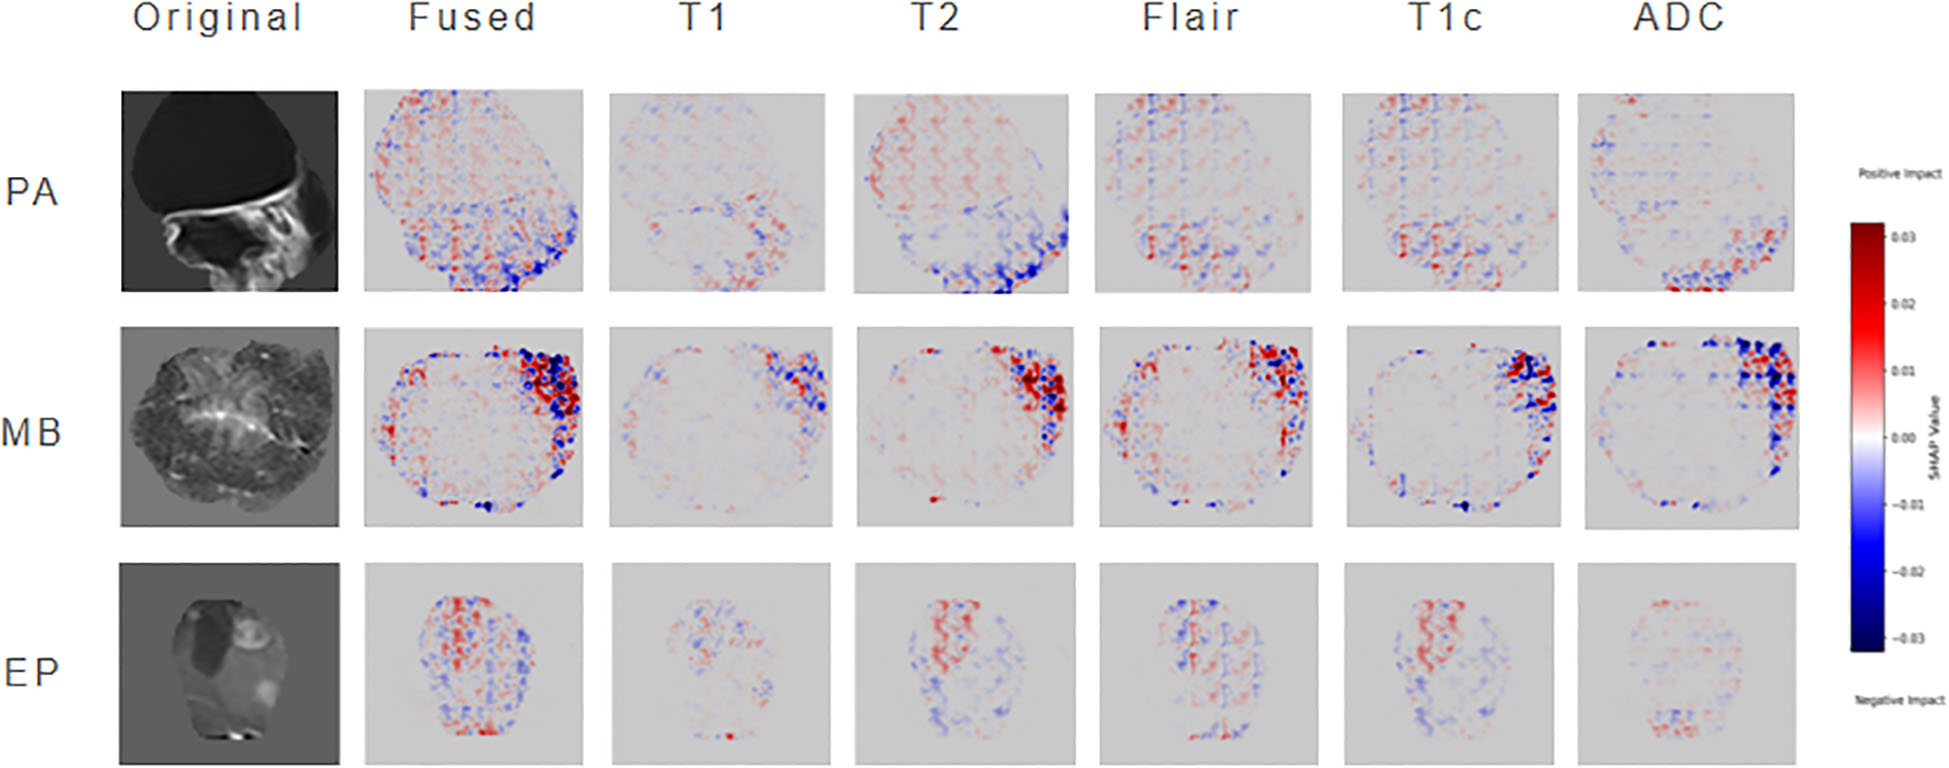 Original Fused T1 T2 Flair T1c ADC
PA
MB
EP
Positive Impact
0.03
0.02
0.01
0.00
−0.01
−0.02
−0.03
SHAP Value
Negative Impact